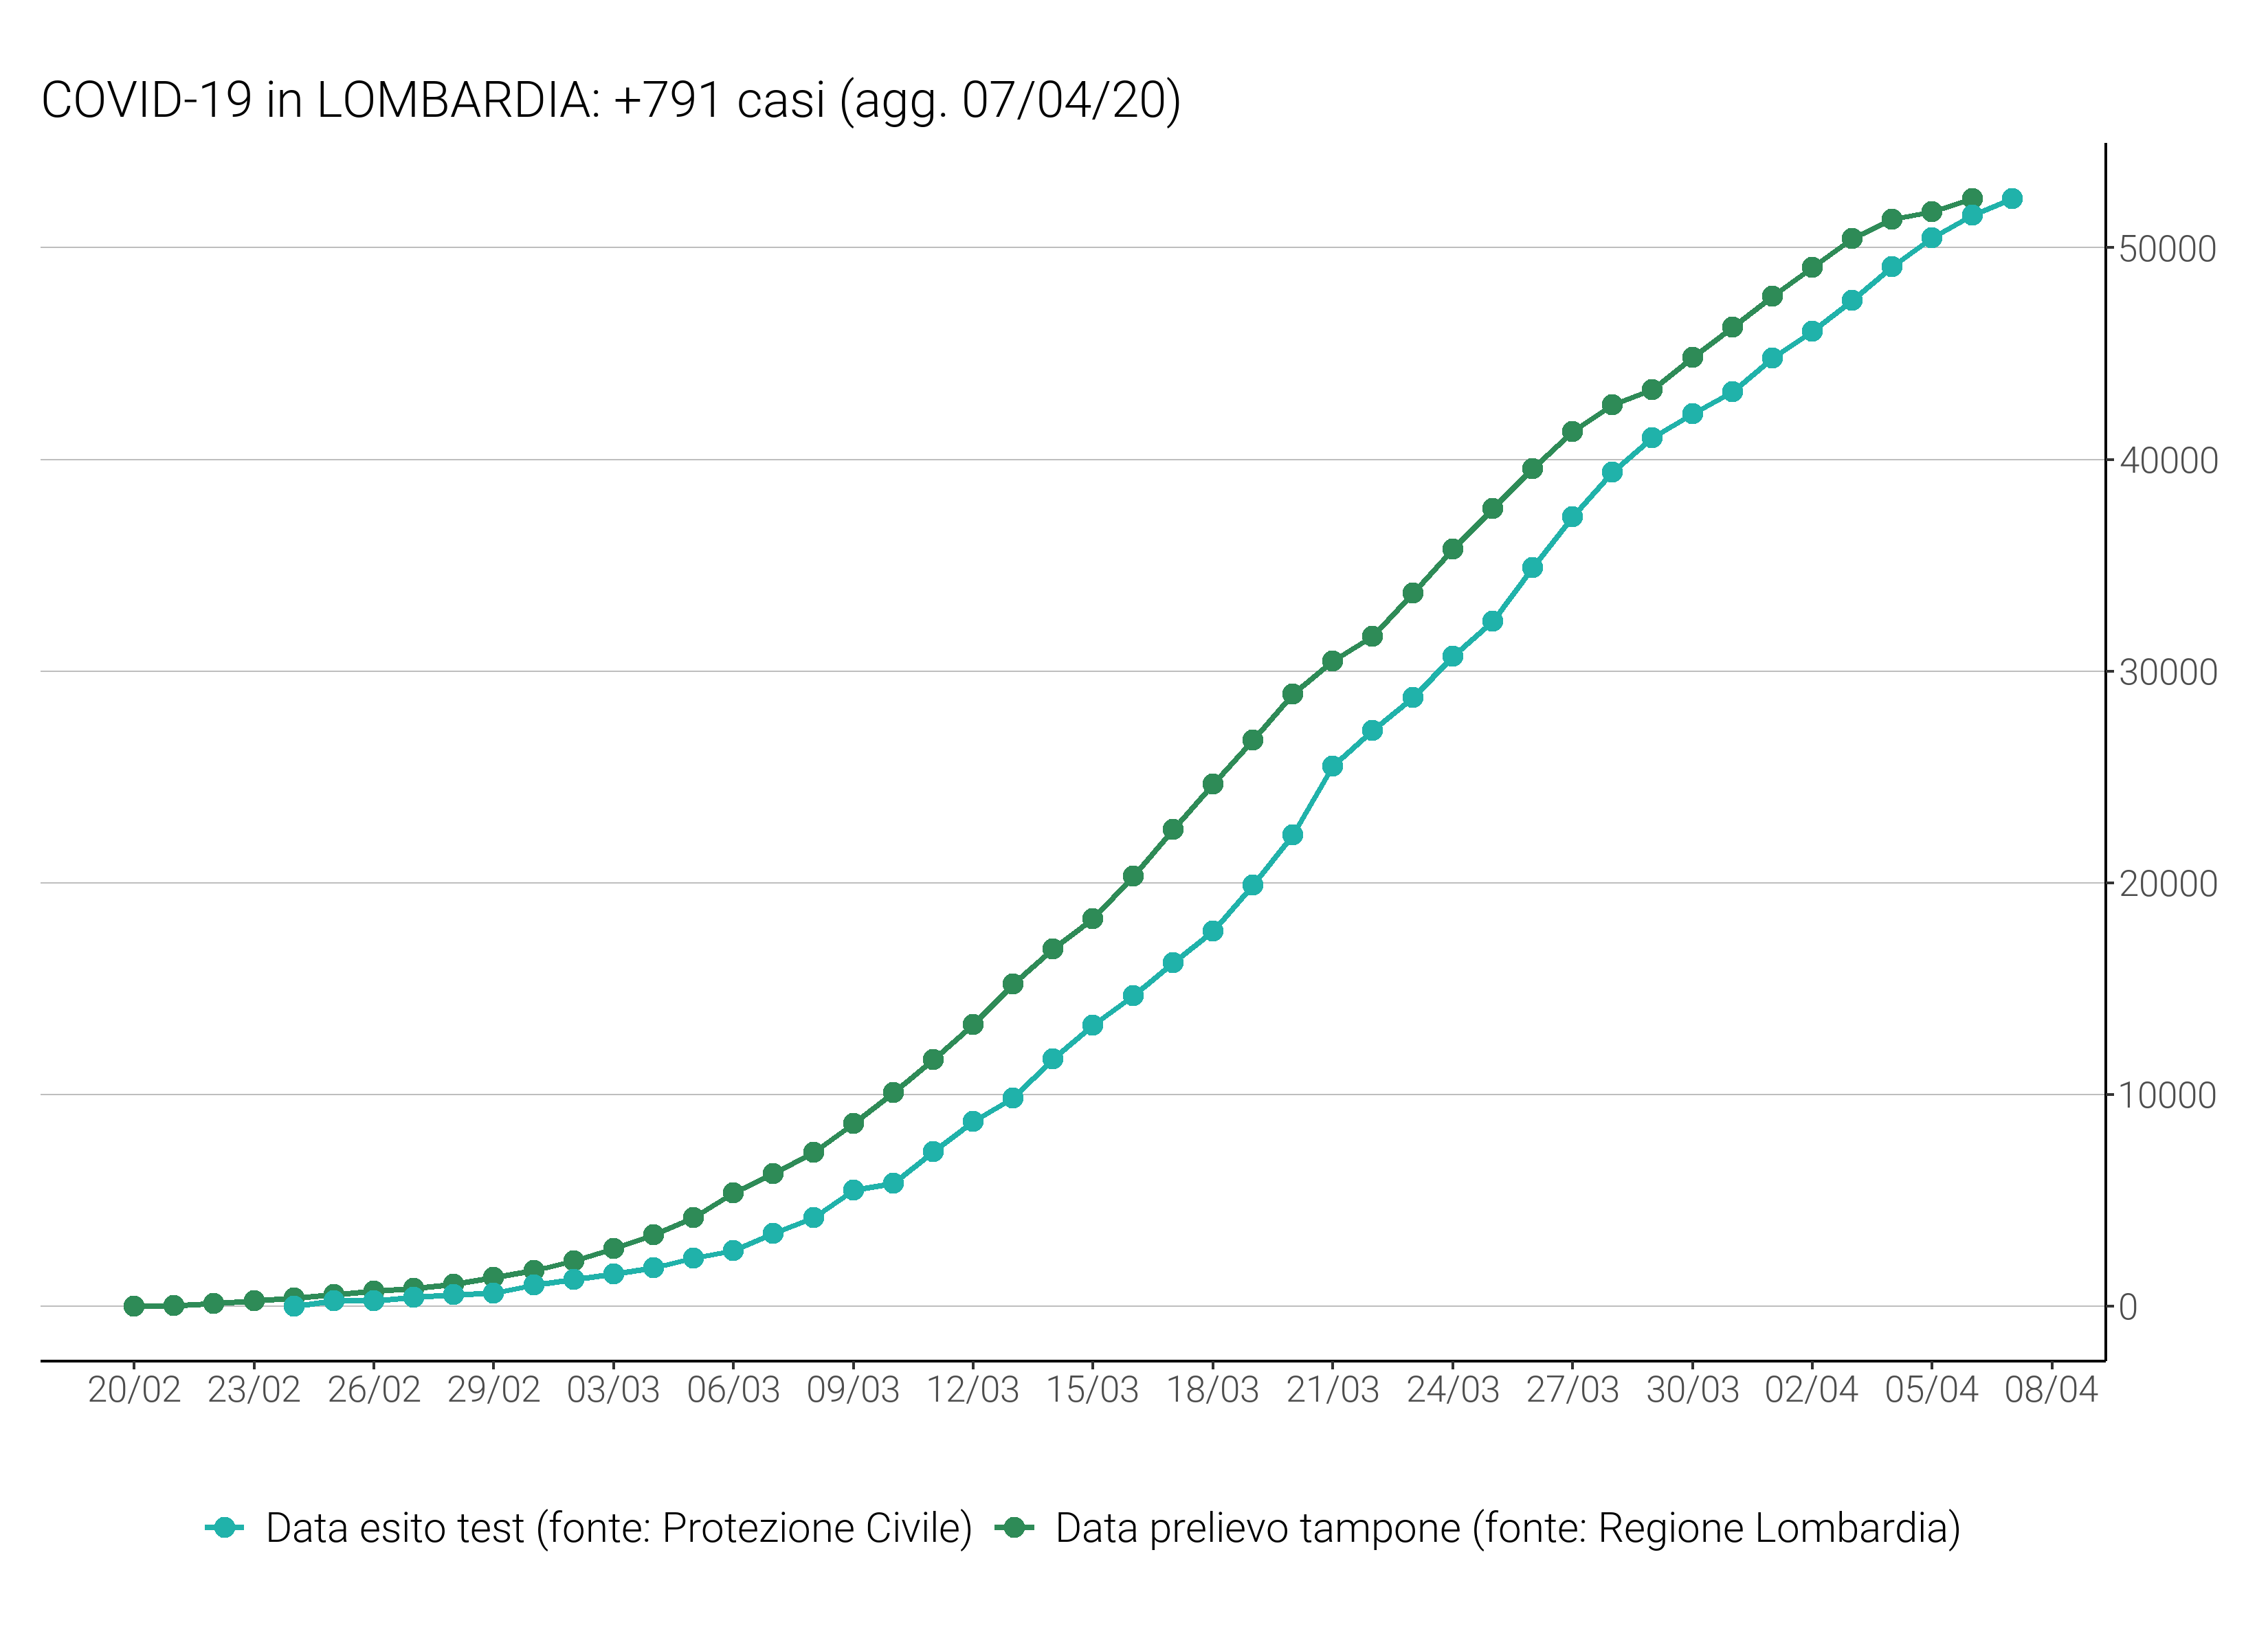 COVID-19 in LOMBARDIA: +791 casi (agg. 07/04/20)
50000
40000
30000
20000
10000
0
20/02 23/02 26/02 29/02 03/03 06/03 09/03 12/03 15/03 18/03 21/03 24/03 27/03 30/03 02/04 05/04 08/04
Data esito test (fonte: Protezione Civile) Data prelievo tampone (fonte: Regione Lombardia)